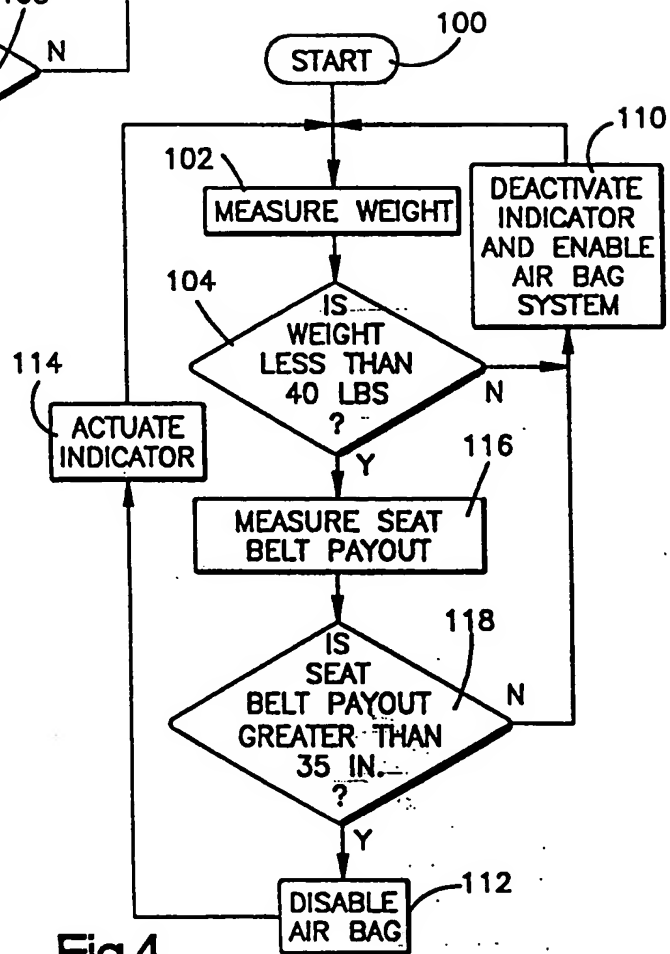 N
100
START
110
102
MEASURE WEIGHT
DEACTIVATE
INDICATOR
AND ENABLE
AIR BAG
SYSTEM
104
IS
WEIGHT
LESS THAN
40 LBS
?
N
Y
114
ACTUATE
INDICATOR
116
MEASURE SEAT
BELT PAYOUT
118
IS
SEAT
BELT PAYOUT
GREATER THAN
35 IN.
?
N
Y
112
DISABLE
AIR BAG